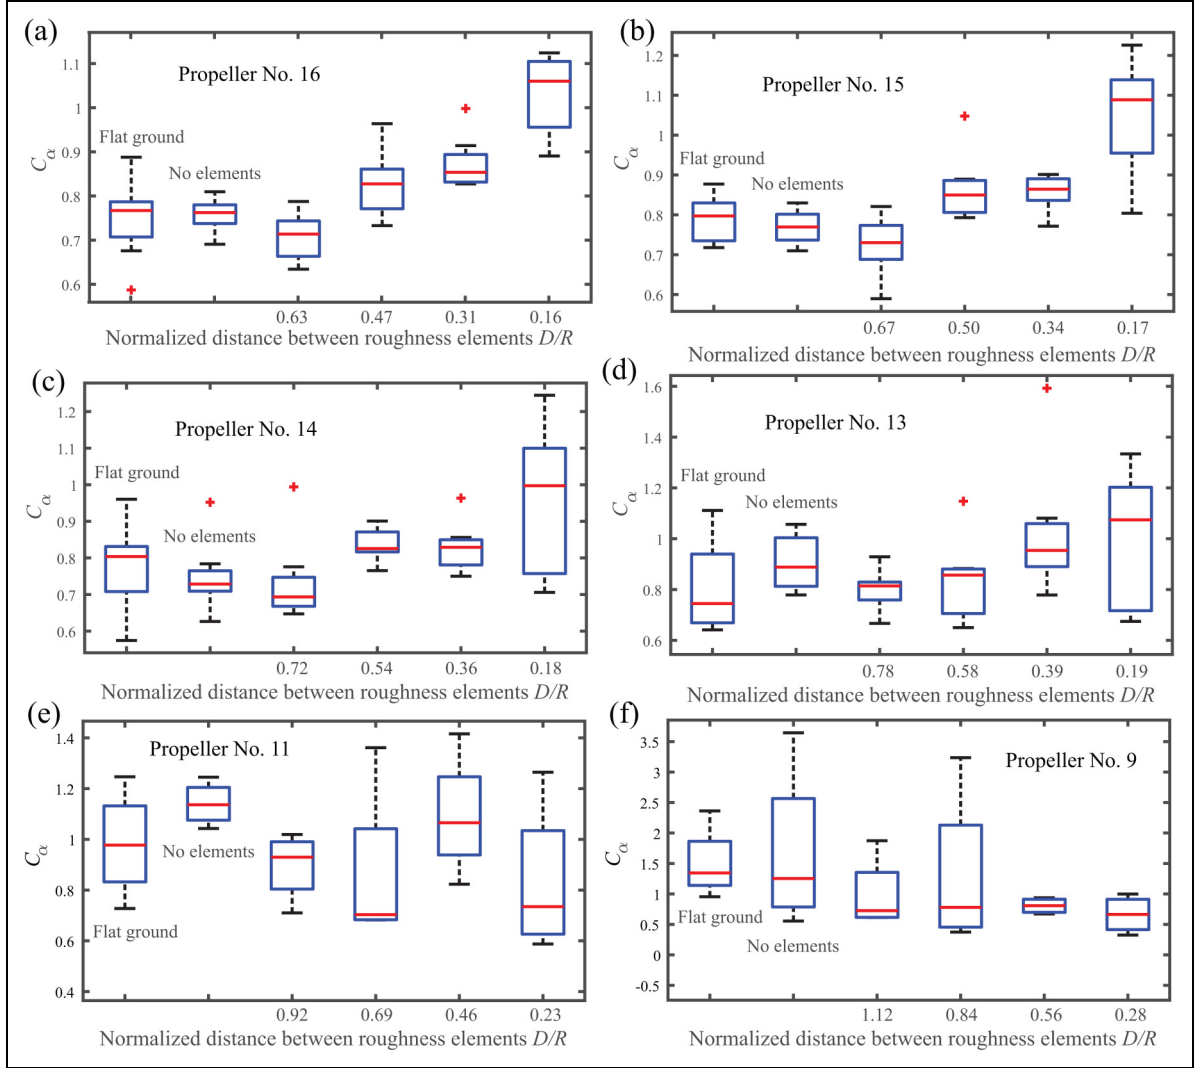 (a)
Propeller No. 16
Flat ground
No elements
C_α
1.1
1
0.9
0.8
0.7
0.6
0.63 0.47 0.31 0.16
Normalized distance between roughness elements D/R
(b)
Propeller No. 15
Flat ground
No elements
C_α
1.2
1.1
1
0.9
0.8
0.7
0.6
0.67 0.50 0.34 0.17
Normalized distance between roughness elements D/R
(c)
Propeller No. 14
Flat ground
No elements
C_α
1.2
1.1
1
0.9
0.8
0.7
0.6
0.72 0.54 0.36 0.18
Normalized distance between roughness elements D/R
(d)
Propeller No. 13
Flat ground
No elements
C_α
1.6
1.4
1.2
1
0.8
0.6
0.78 0.58 0.39 0.19
Normalized distance between roughness elements D/R
(e)
Propeller No. 11
No elements
Flat ground
C_α
1.4
1.2
1
0.8
0.6
0.4
0.92 0.69 0.46 0.23
Normalized distance between roughness elements D/R
(f)
Propeller No. 9
Flat ground
No elements
C_α
3.5
3
2.5
2
1.5
1
0.5
0
-0.5
1.12 0.84 0.56 0.28
Normalized distance between roughness elements D/R